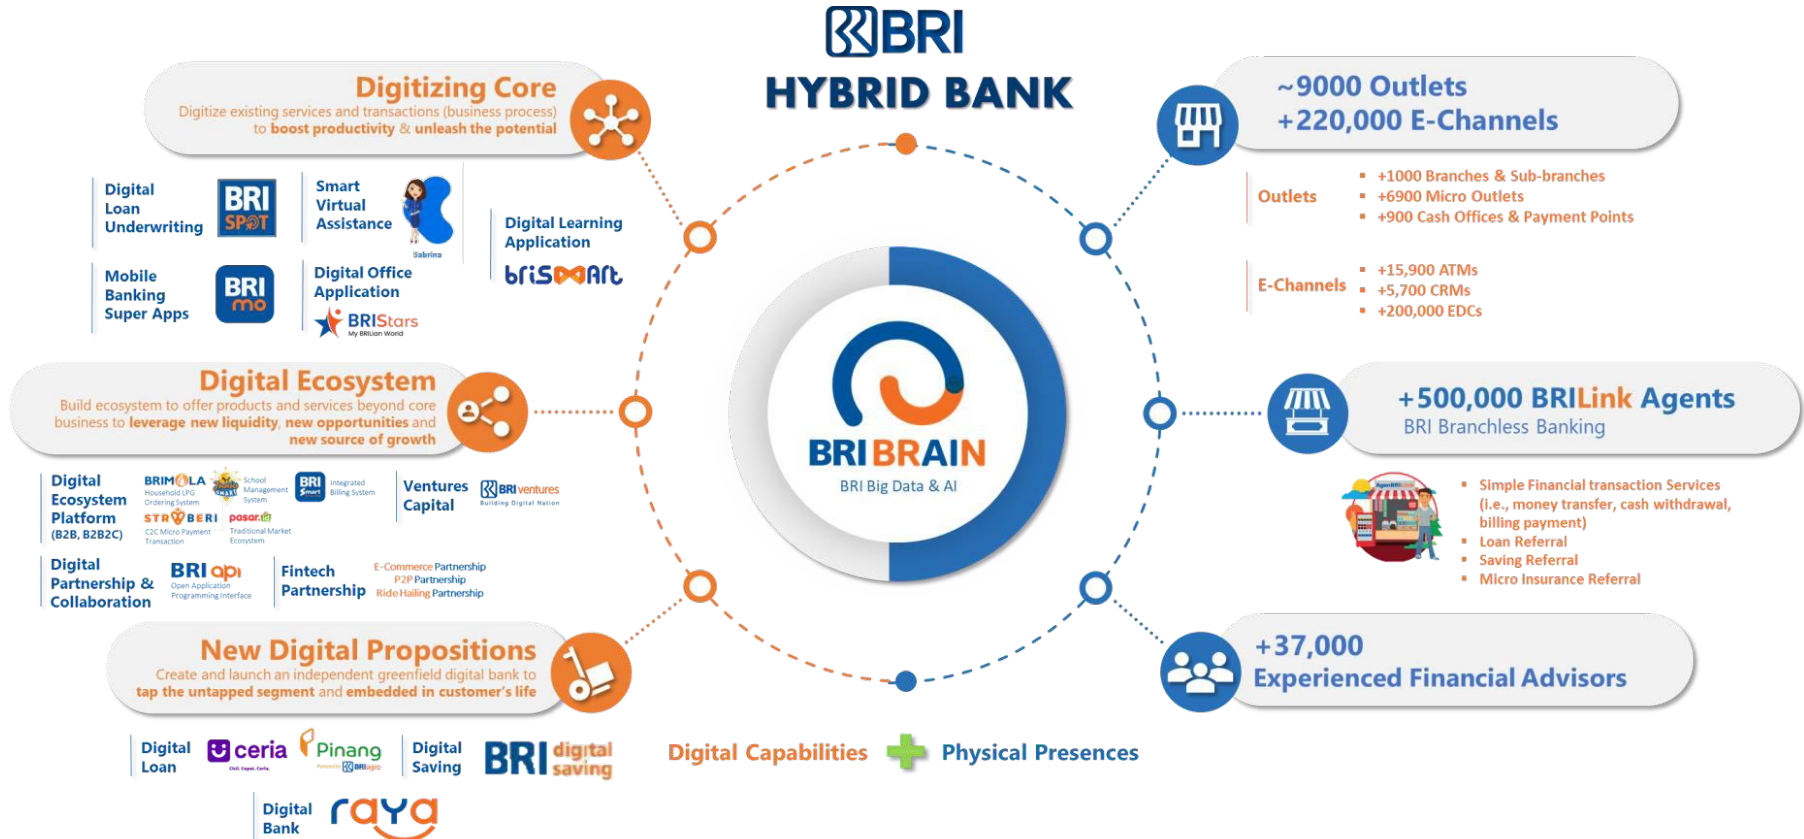 BRI
HYBRID BANK
Digitizing Core
Digitize existing services and transactions (business process)
to boost productivity & unleash the potential
Digital
Loan
Underwriting
BRI
SPOT
Smart
Virtual
Assistance
Sabrina
Digital Learning
Application
briSMART
Mobile
Banking
Super Apps
BRI
mo
Digital Office
Application
BRIStars
My BRILian World
Digital Ecosystem
Build ecosystem to offer products and services beyond core
business to leverage new liquidity, new opportunities and
new source of growth
Digital
Ecosystem
Platform
(B2B, B2B2C)
BRIMOLA
Household LPG
Ordering System
School
Management
System
BRI
Smart
Integrated
Billing System
STROBERI
C2C Micro Payment
Transaction
pasar.id
Traditional Market
Ecosystem
Ventures
Capital
BRI ventures
Building Digital Nation
Digital
Partnership &
Collaboration
BRI api
Open Application
Programming Interface
Fintech
Partnership
E-Commerce Partnership
P2P Partnership
Ride Hailing Partnership
New Digital Propositions
Create and launch an independent greenfield digital bank to
tap the untapped segment and embedded in customer's life
Digital
Loan
ceria
Cicil. Cepat. Ceria.
Pinang
Powered by BRI agro
Digital
Saving
BRI digital
saving
Digital
Bank
raya
BRI BRAIN
BRI Big Data & AI
Digital Capabilities
Physical Presences
~9000 Outlets
+220,000 E-Channels
Outlets
▪ +1000 Branches & Sub-branches
▪ +6900 Micro Outlets
▪ +900 Cash Offices & Payment Points
E-Channels
▪ +15,900 ATMs
▪ +5,700 CRMs
▪ +200,000 EDCs
+500,000 BRILink Agents
BRI Branchless Banking
AgenBRILink
▪ Simple Financial transaction Services
(i.e., money transfer, cash withdrawal,
billing payment)
▪ Loan Referral
▪ Saving Referral
▪ Micro Insurance Referral
+37,000
Experienced Financial Advisors